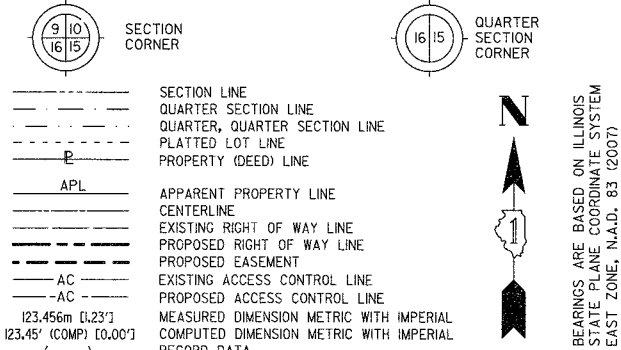 9 10
16 15
SECTION
CORNER
16 15
QUARTER
SECTION
CORNER
SECTION LINE
QUARTER SECTION LINE
QUARTER, QUARTER SECTION LINE
PLATTED LOT LINE
PL PROPERTY (DEED) LINE
APL APPARENT PROPERTY LINE
CENTERLINE
EXISTING RIGHT OF WAY LINE
PROPOSED RIGHT OF WAY LINE
PROPOSED EASEMENT
AC EXISTING ACCESS CONTROL LINE
AC PROPOSED ACCESS CONTROL LINE
123.456m [1.23'] MEASURED DIMENSION METRIC WITH IMPERIAL
123.45' (COMP) [0.00'] COMPUTED DIMENSION METRIC WITH IMPERIAL
RECORD DATA
N
1
BEARINGS ARE BASED ON ILLINOIS
STATE PLANE COORDINATE SYSTEM
EAST ZONE, N.A.D. 83 (2007)